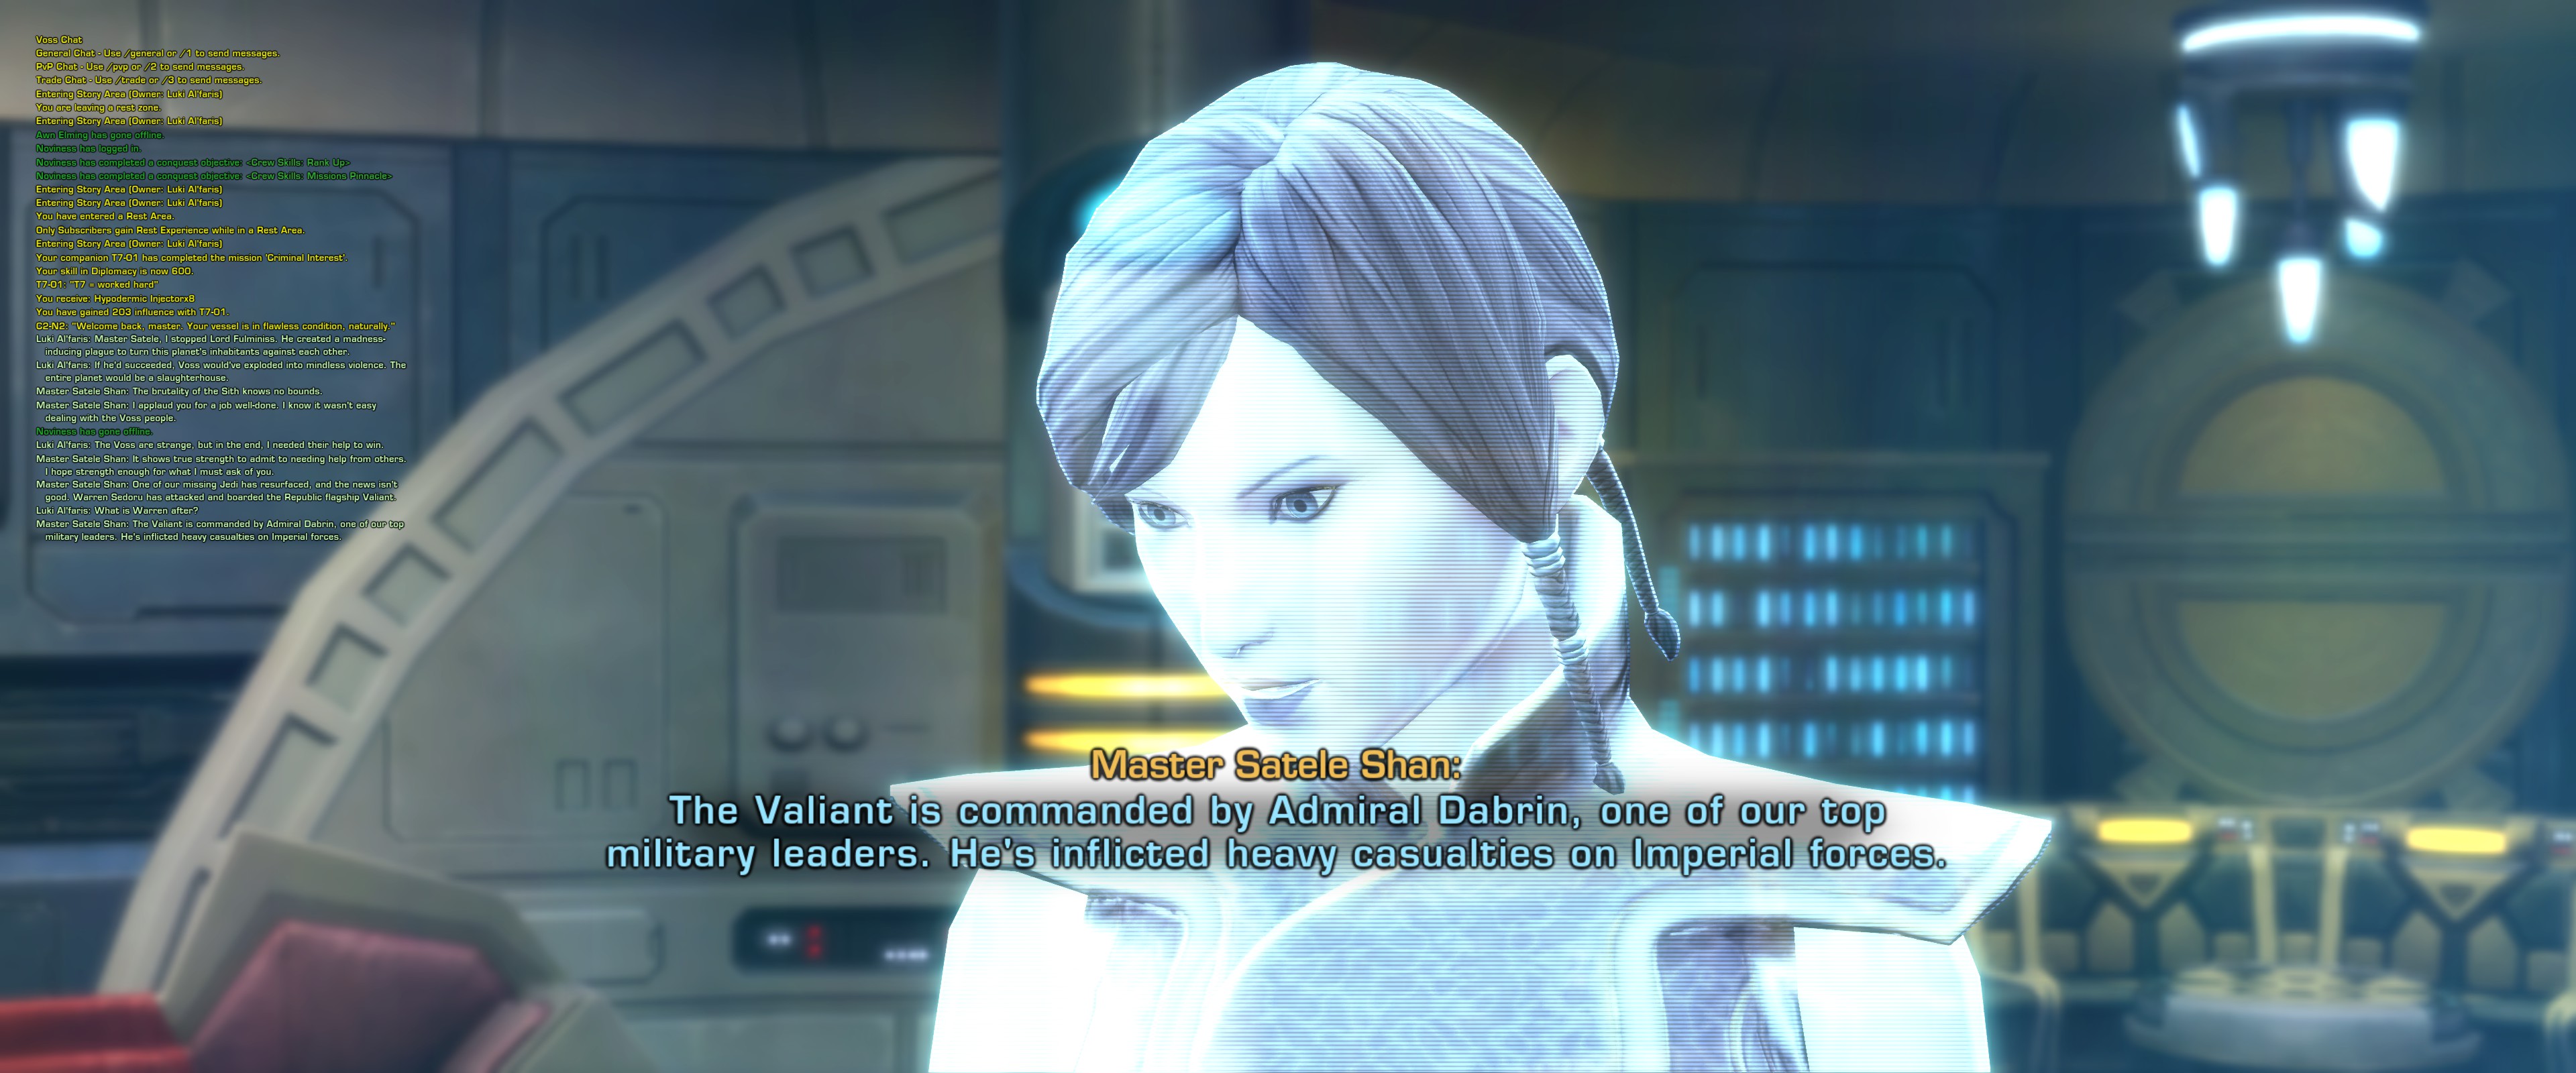 Voss Chat
General Chat - Use /general or /1 to send messages.
PvP Chat - Use /pvp or /2 to send messages.
Trade Chat - Use /trade or /3 to send messages.
Entering Story Area (Owner: Luki Al'faris)
You are leaving a rest zone.
Entering Story Area (Owner: Luki Al'faris)
Awn Elming has gone offline.
Noviness has logged in.
Noviness has completed a conquest objective: <Crew Skills: Rank Up>
Noviness has completed a conquest objective: <Crew Skills: Missions Pinnacle>
Entering Story Area (Owner: Luki Al'faris)
Entering Story Area (Owner: Luki Al'faris)
You have entered a Rest Area.
Only Subscribers gain Rest Experience while in a Rest Area.
Entering Story Area (Owner: Luki Al'faris)
Your companion T7-01 has completed the mission 'Criminal Interest'.
Your skill in Diplomacy is now 600.
T7-01: "T7 = worked hard"
You receive: Hypodermic Injectorx8
You have gained 203 influence with T7-01.
C2-N2: "Welcome back, master. Your vessel is in flawless condition, naturally."
Luki Al'faris: Master Satele, I stopped Lord Fulminiss. He created a madness-
inducing plague to turn this planet's inhabitants against each other.
Luki Al'faris: If he'd succeeded, Voss would've exploded into mindless violence. The
entire planet would be a slaughterhouse.
Master Satele Shan: The brutality of the Sith knows no bounds.
Master Satele Shan: I applaud you for a job well-done. I know it wasn't easy
dealing with the Voss people.
Noviness has gone offline.
Luki Al'faris: The Voss are strange, but in the end, I needed their help to win.
Master Satele Shan: It shows true strength to admit to needing help from others.
I hope strength enough for what I must ask of you.
Master Satele Shan: One of our missing Jedi has resurfaced, and the news isn't
good. Warren Sedoru has attacked and boarded the Republic flagship Valiant.
Luki Al'faris: What is Warren after?
Master Satele Shan: The Valiant is commanded by Admiral Dabrin, one of our top
military leaders. He's inflicted heavy casualties on Imperial forces.
Master Satele Shan:
The Valiant is commanded by Admiral Dabrin, one of our top
military leaders. He's inflicted heavy casualties on Imperial forces.